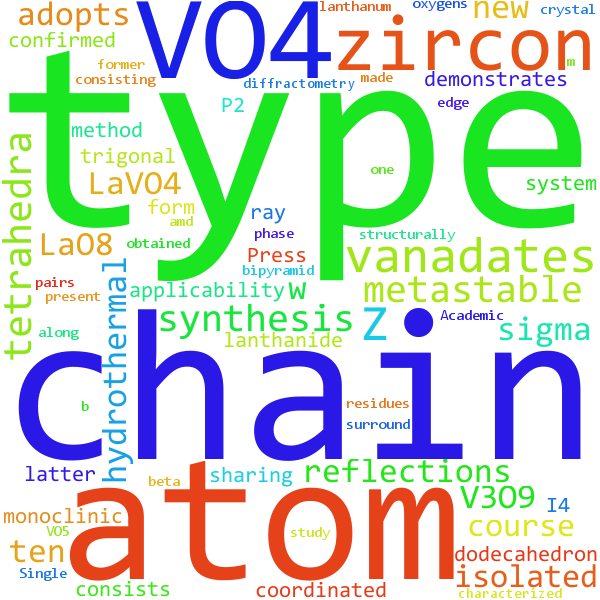 lanthanum
oxygens
crystal
adopts
VO4
new
zircon
confirmed
former
consisting
diffractometry
made
m
demonstrates
edge
type
P2
method
trigonal
LaVO4
one
system
form
amd
ray
phase
structurally
tetrahedra
LaO8
obtained
Press
bipyramid
vanadates
pairs
present
hydrothermal
applicability
w
metastable
synthesis
Z
Academic
sigma
along
lanthanide
chain
b
residues
surround
latter
beta
sharing
reflections
atom
V3O9
I4
monoclinic
VO5
course
ten
study
dodecahedron
Single
isolated
consists
coordinated
characterized